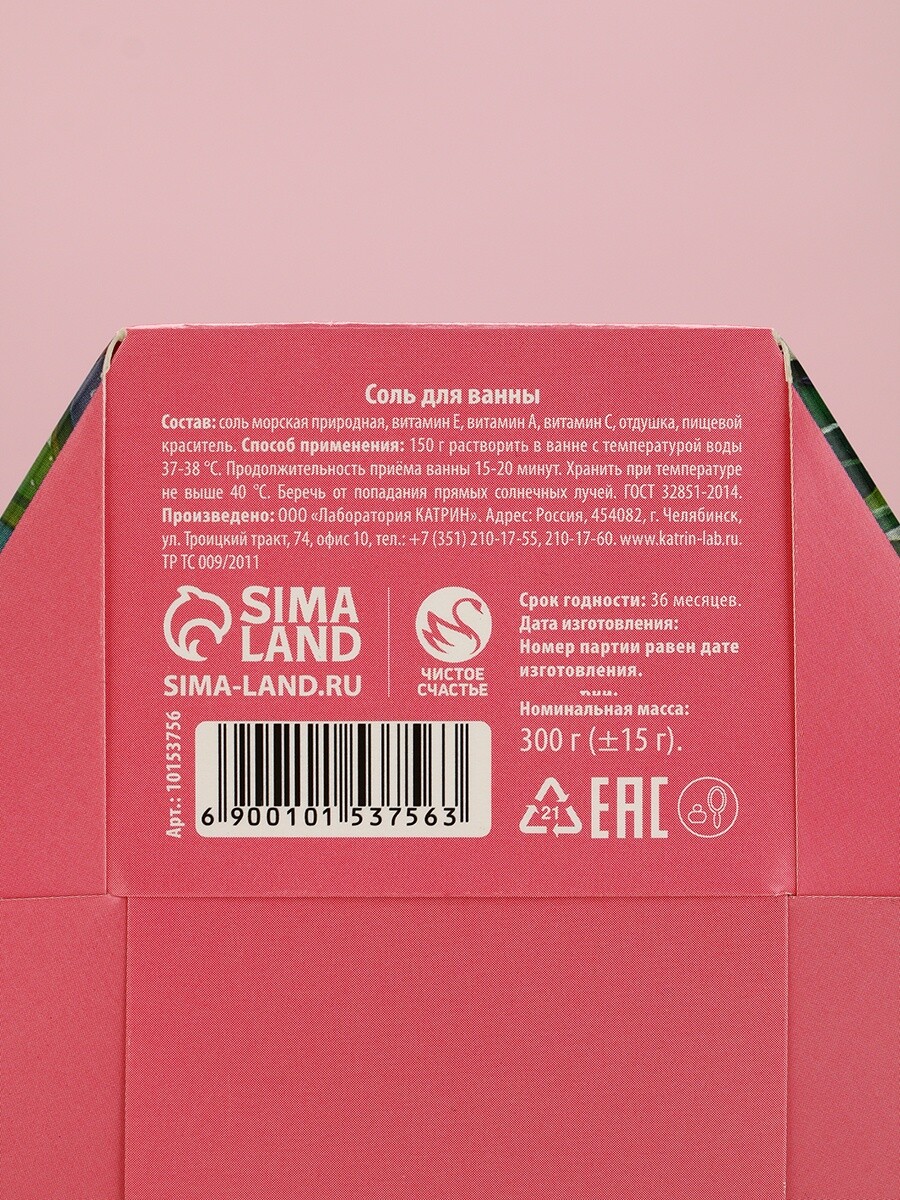 Соль для ванны
Состав: соль морская природная, витамин Е, витамин А, витамин С, отдушка, пищевой
краситель. Способ применения: 150 г растворить в ванне с температурой воды
37-38 °С. Продолжительность приёма ванны 15-20 минут. Хранить при температуре
не выше 40 °С. Беречь от попадания прямых солнечных лучей. ГОСТ 32851-2014.
Произведено: ООО «Лаборатория КАТРИН». Адрес: Россия, 454082, г. Челябинск,
ул. Троицкий тракт, 74, офис 10, тел.: +7 (351) 210-17-55, 210-17-60. www.katrin-lab.ru.
ТР ТС 009/2011
SIMA
LAND
SIMA-LAND.RU
ЧИСТОЕ
СЧАСТЬЕ
Срок годности: 36 месяцев.
Дата изготовления:
Номер партии равен дате
изготовления.
Номинальная масса:
300 г (±15 г).
Арт.: 10153756
6 900101 537563
21
ЕАС